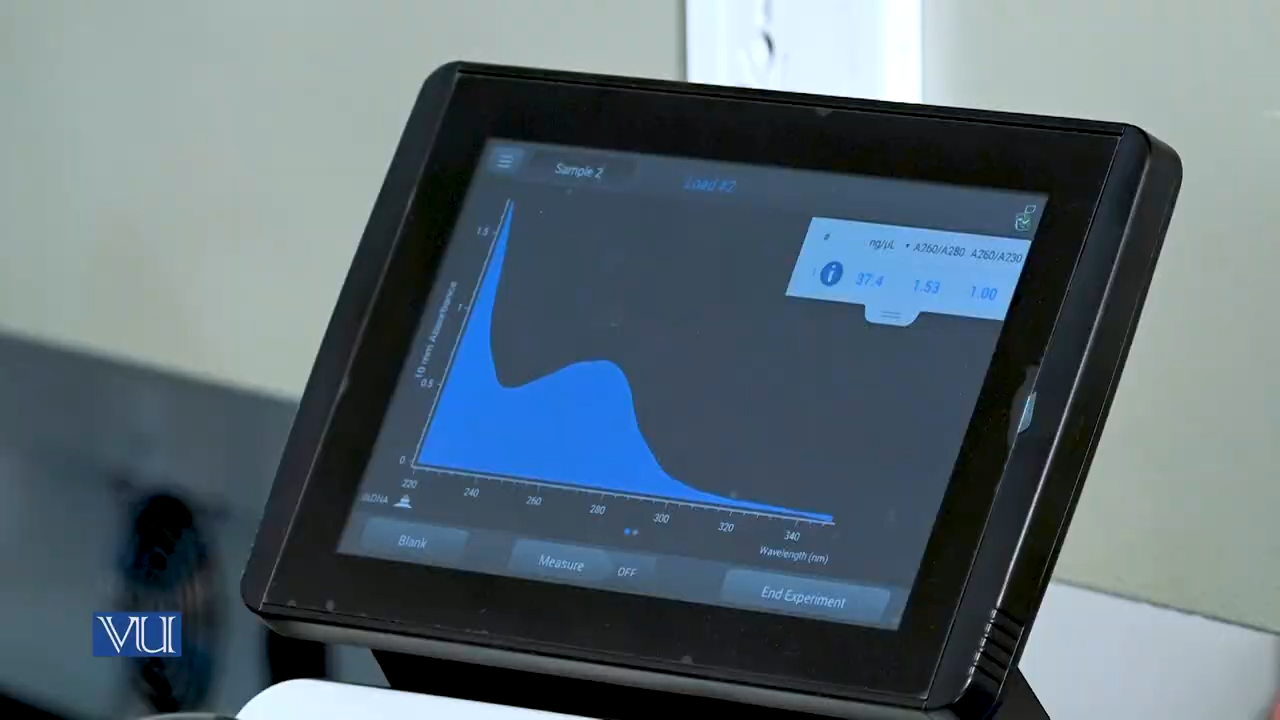 Sample 2
Load #2
# ng/µL A260/A280 A260/A230
1 37.4 1.53 1.00
10 mm Absorbance
1.5
1
0.5
0
220 240 260 280 300 320 340
dsDNA
Wavelength (nm)
Blank
Measure OFF
End Experiment
VU